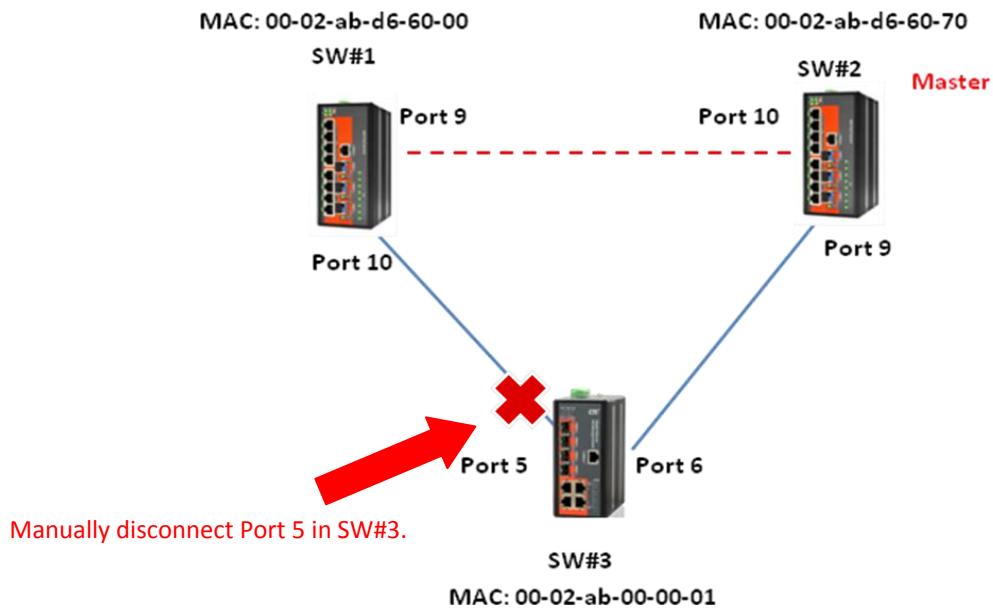 MAC: 00-02-ab-d6-60-00
MAC: 00-02-ab-d6-60-70
SW#1
SW#2
Master
Port 9
Port 10
Port 10
Port 9
Port 5
Port 6
Manually disconnect Port 5 in SW#3.
SW#3
MAC: 00-02-ab-00-00-01